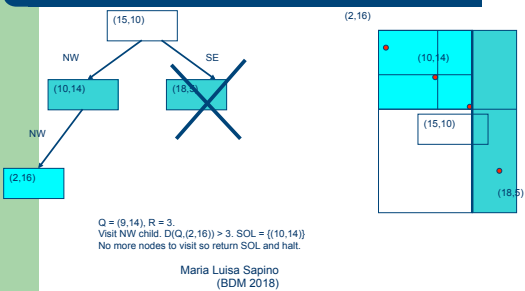 (15,10)
(2,16)
NW
SE
(10,14)
(18,5)
NW
(2,16)
(10,14)
(15,10)
(18,5)
Q = (9,14), R = 3.
Visit NW child. D(Q,(2,16)) > 3. SOL = {(10,14)}
No more nodes to visit so return SOL and halt.
Maria Luisa Sapino
(BDM 2018)